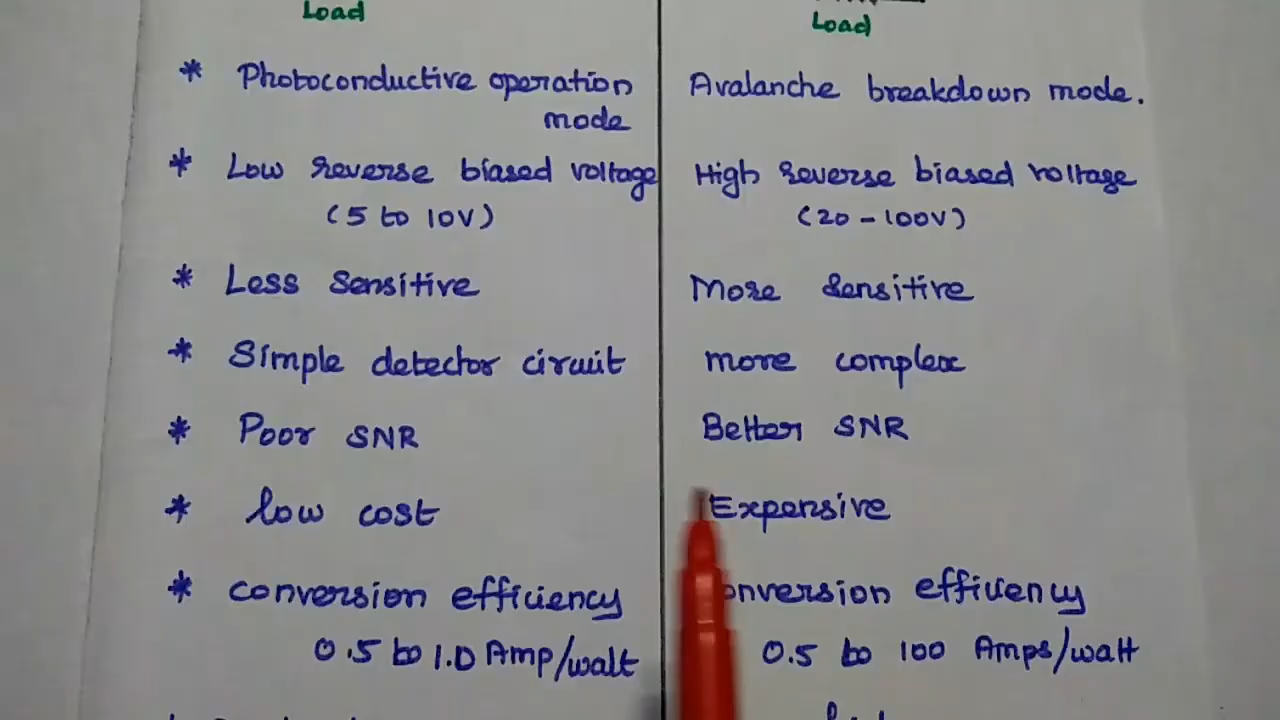 Load
Load
* Photoconductive operation
mode
Avalanche breakdown mode.
* Low reverse biased voltage
(5 to 10V)
High reverse biased voltage
(20 - 100V)
* Less Sensitive
More Sensitive
* Simple detector circuit
more complex
* Poor SNR
Better SNR
* low cost
Expensive
* conversion efficiency
0.5 to 1.0 Amp/watt
onversion efficiency
0.5 to 100 Amps/watt